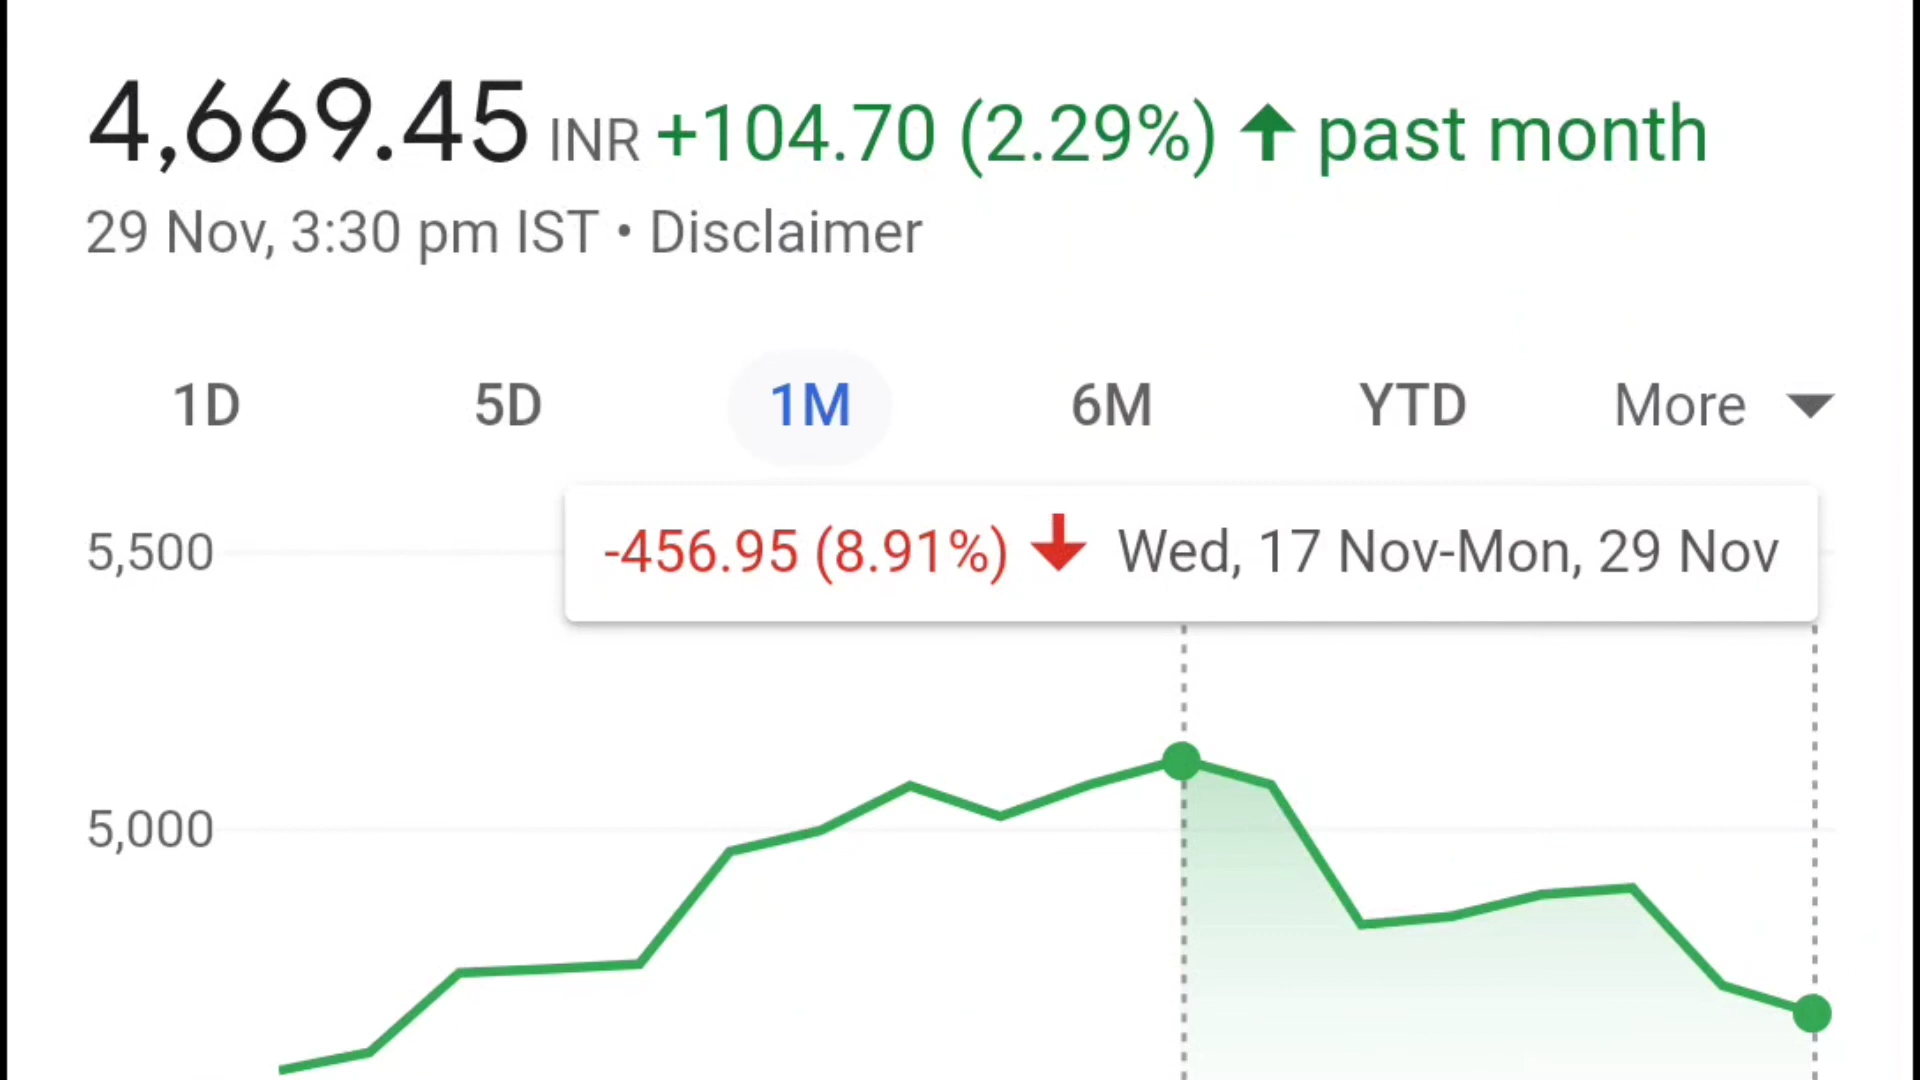 4,669.45 INR +104.70 (2.29%) ↑ past month
29 Nov, 3:30 pm IST • Disclaimer
1D 5D 1M 6M YTD More
5,500
-456.95 (8.91%) ↓ Wed, 17 Nov-Mon, 29 Nov
5,000